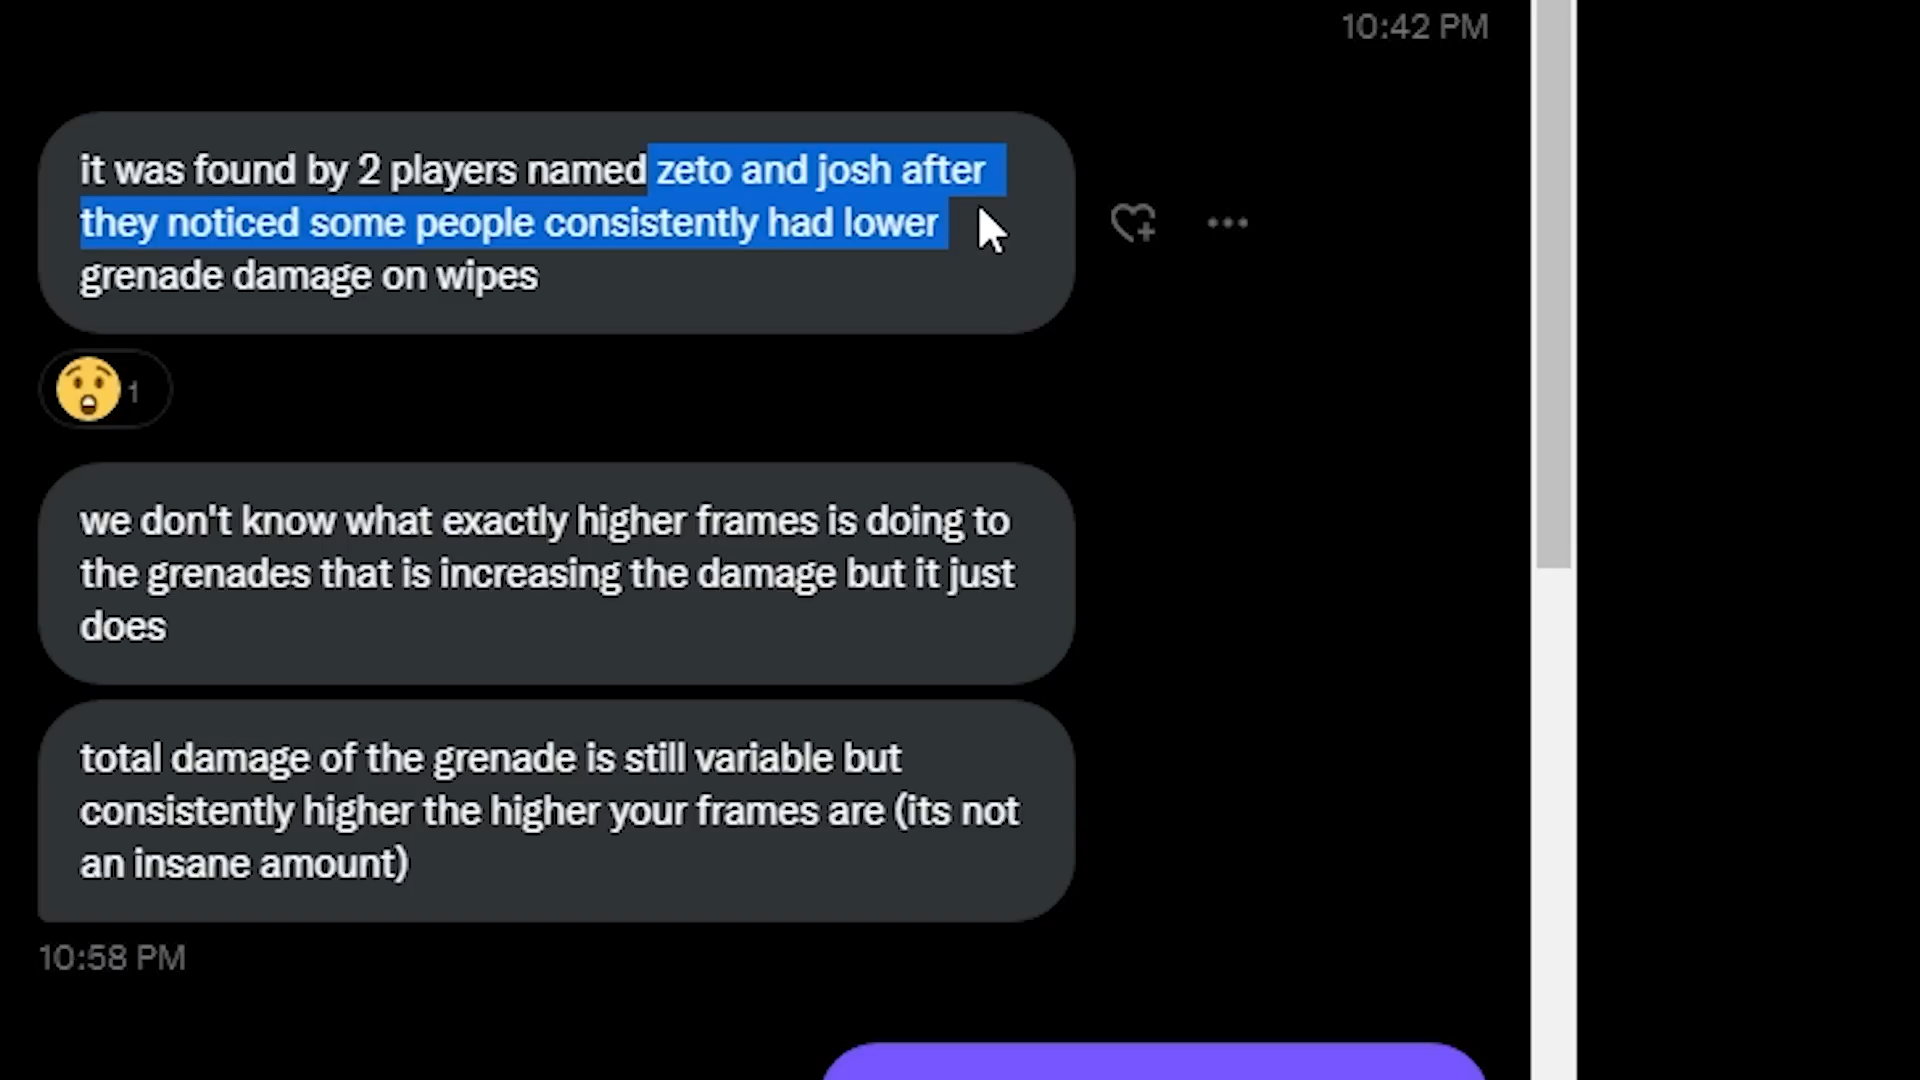 10:42 PM
it was found by 2 players named zeto and josh after
they noticed some people consistently had lower
grenade damage on wipes
1
we don't know what exactly higher frames is doing to
the grenades that is increasing the damage but it just
does
total damage of the grenade is still variable but
consistently higher the higher your frames are (its not
an insane amount)
10:58 PM